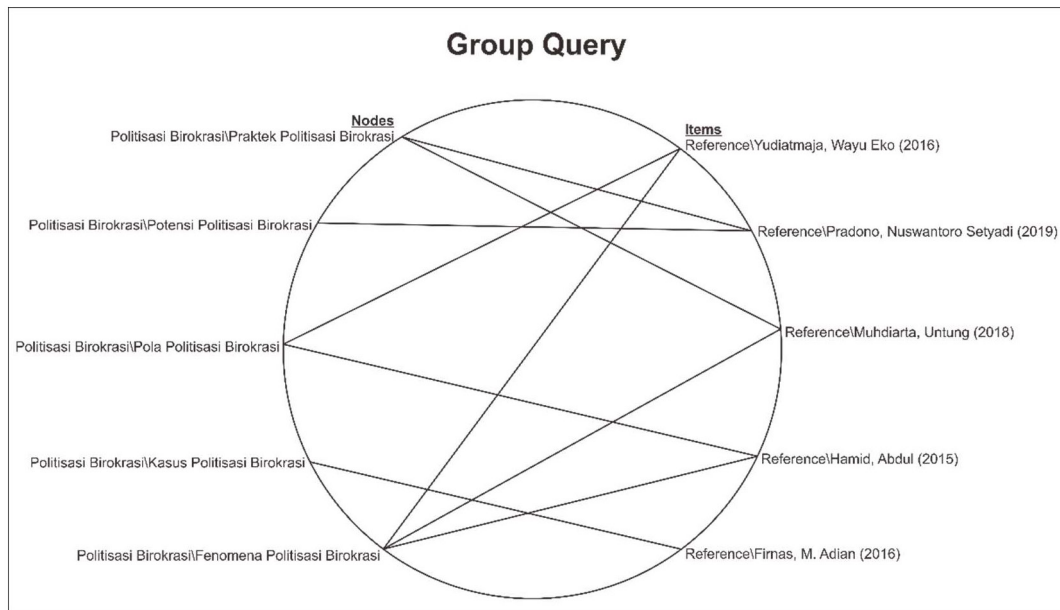 Group Query
Nodes
Politisasi Birokrasi\Praktek Politisasi Birokrasi
Politisasi Birokrasi\Potensi Politisasi Birokrasi
Politisasi Birokrasi\Pola Politisasi Birokrasi
Politisasi Birokrasi\Kasus Politisasi Birokrasi
Politisasi Birokrasi\Fenomena Politisasi Birokrasi
Items
Reference\Yudiatmaja, Wayu Eko (2016)
Reference\Pradono, Nuswantoro Setyadi (2019)
Reference\Muhdiarta, Untung (2018)
Reference\Hamid, Abdul (2015)
Reference\Firnas, M. Adian (2016)